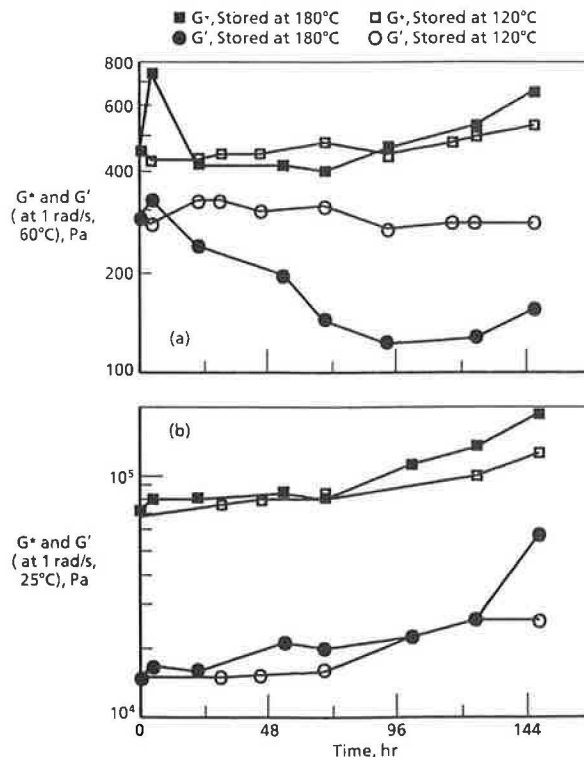 G*, Stored at 180°C G*, Stored at 120°C
G', Stored at 180°C G', Stored at 120°C
800
600
400
G* and G'
(at 1 rad/s,
60°C), Pa
200
(a)
100
(b)
10⁵
G* and G'
(at 1 rad/s,
25°C), Pa
10⁴
0 48 96 144
Time, hr